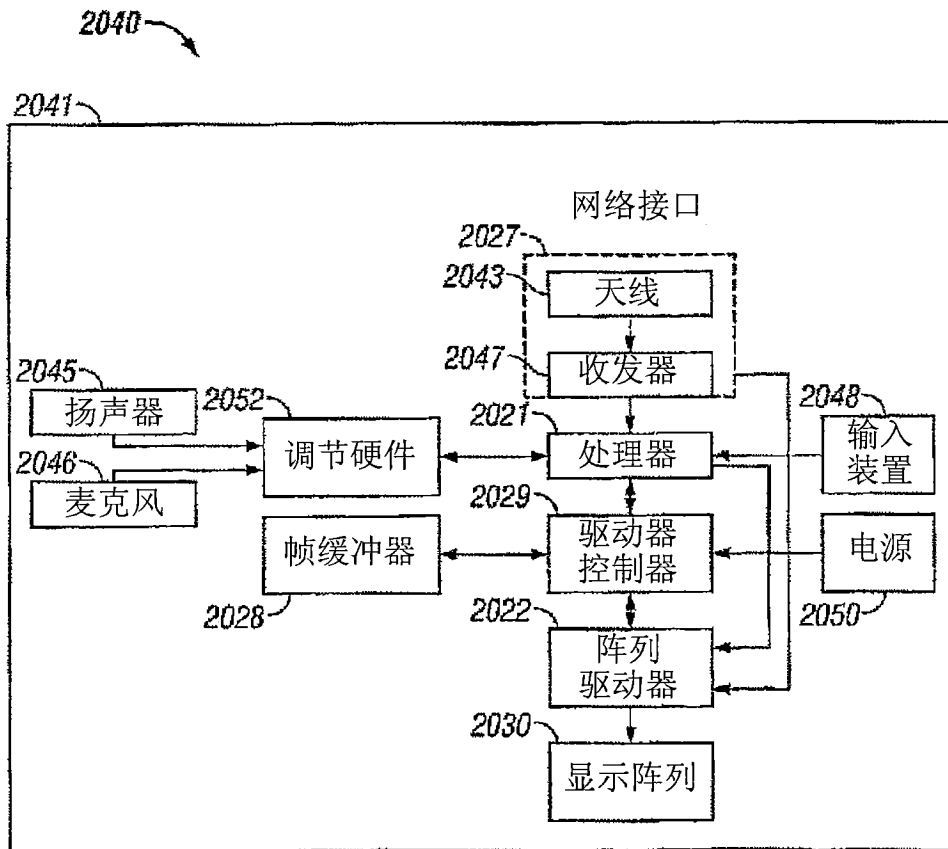 2040
2041
网络接口
2027
2043
天线
2047
收发器
2045
扬声器
2052
调节硬件
2046
麦克风
2021
处理器
2048
输入
装置
2029
驱动器
控制器
帧缓冲器
2028
电源
2050
2022
阵列
驱动器
2030
显示阵列